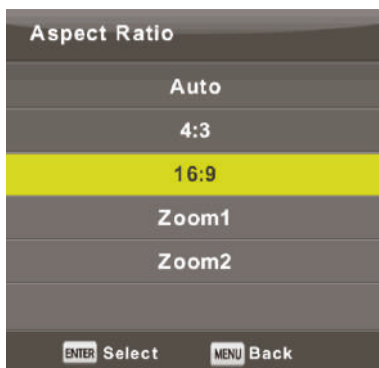 Aspect Ratio
Auto
4:3
16:9
Zoom1
Zoom2
ENTER Select MENU Back